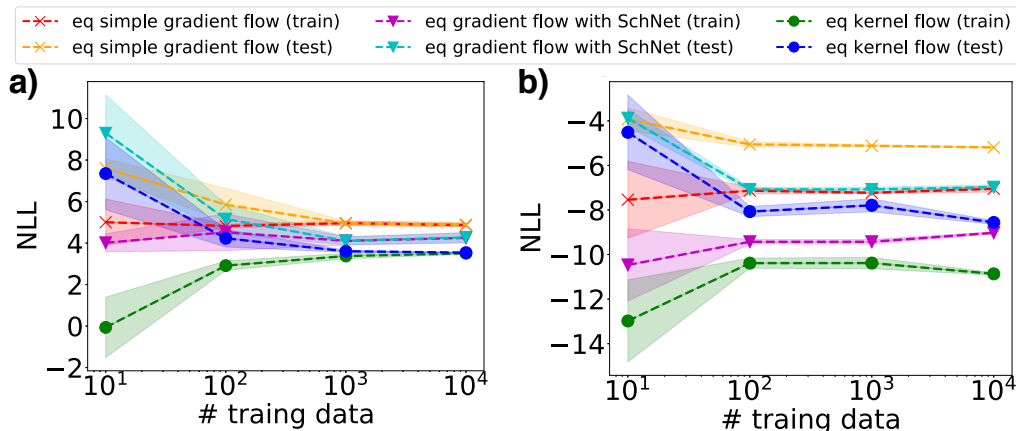 eq simple gradient flow (train) eq gradient flow with SchNet (train) eq kernel flow (train)
eq simple gradient flow (test) eq gradient flow with SchNet (test) eq kernel flow (test)
a) b)
10
8
6
4
2
0
−2
NLL
10¹ 10² 10³ 10⁴
# traing data
−4
−6
−8
−10
−12
−14
NLL
10¹ 10² 10³ 10⁴
# traing data